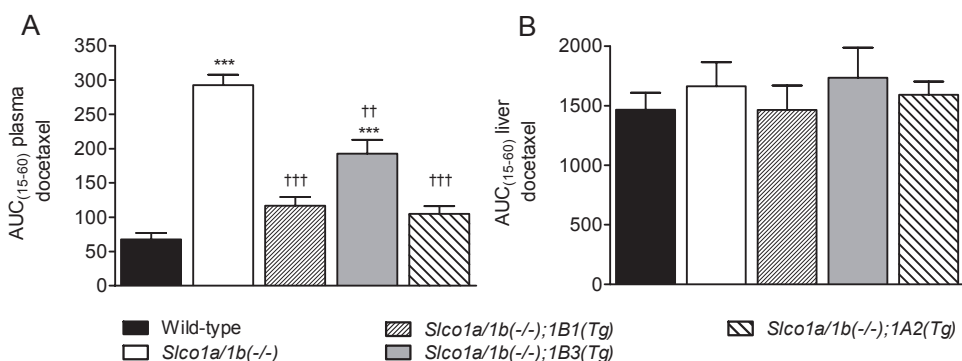 A
AUC(15-60) plasma
docetaxel
350
300
250
200
150
100
50
0
***
†††
††
***
†††
B
AUC(15-60) liver
docetaxel
2000
1500
1000
500
0
Wild-type
Slco1a/1b(-/-)
Slco1a/1b(-/-);1B1(Tg)
Slco1a/1b(-/-);1B3(Tg)
Slco1a/1b(-/-);1A2(Tg)